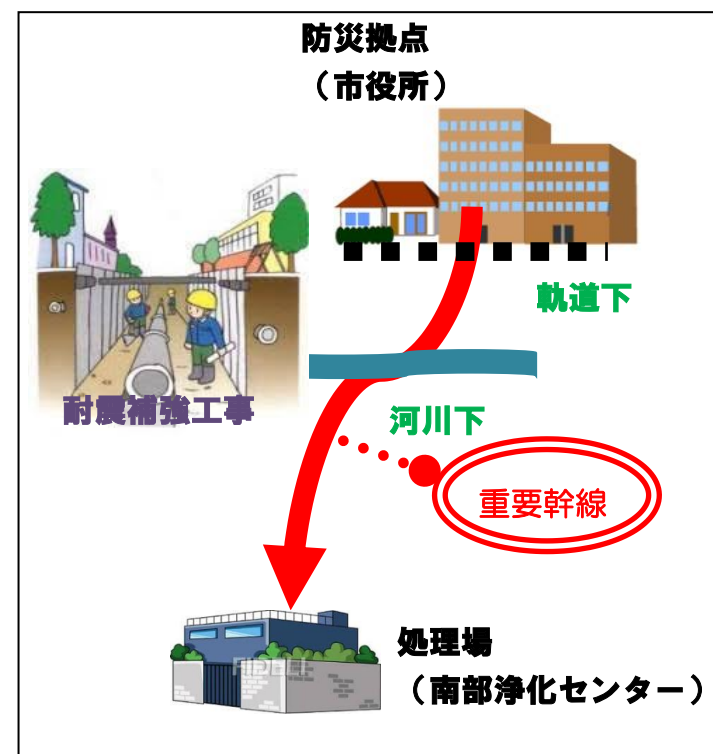 防災拠点
（市役所）
軌道下
耐震補強工事
河川下
重要幹線
処理場
（南部浄化センター）